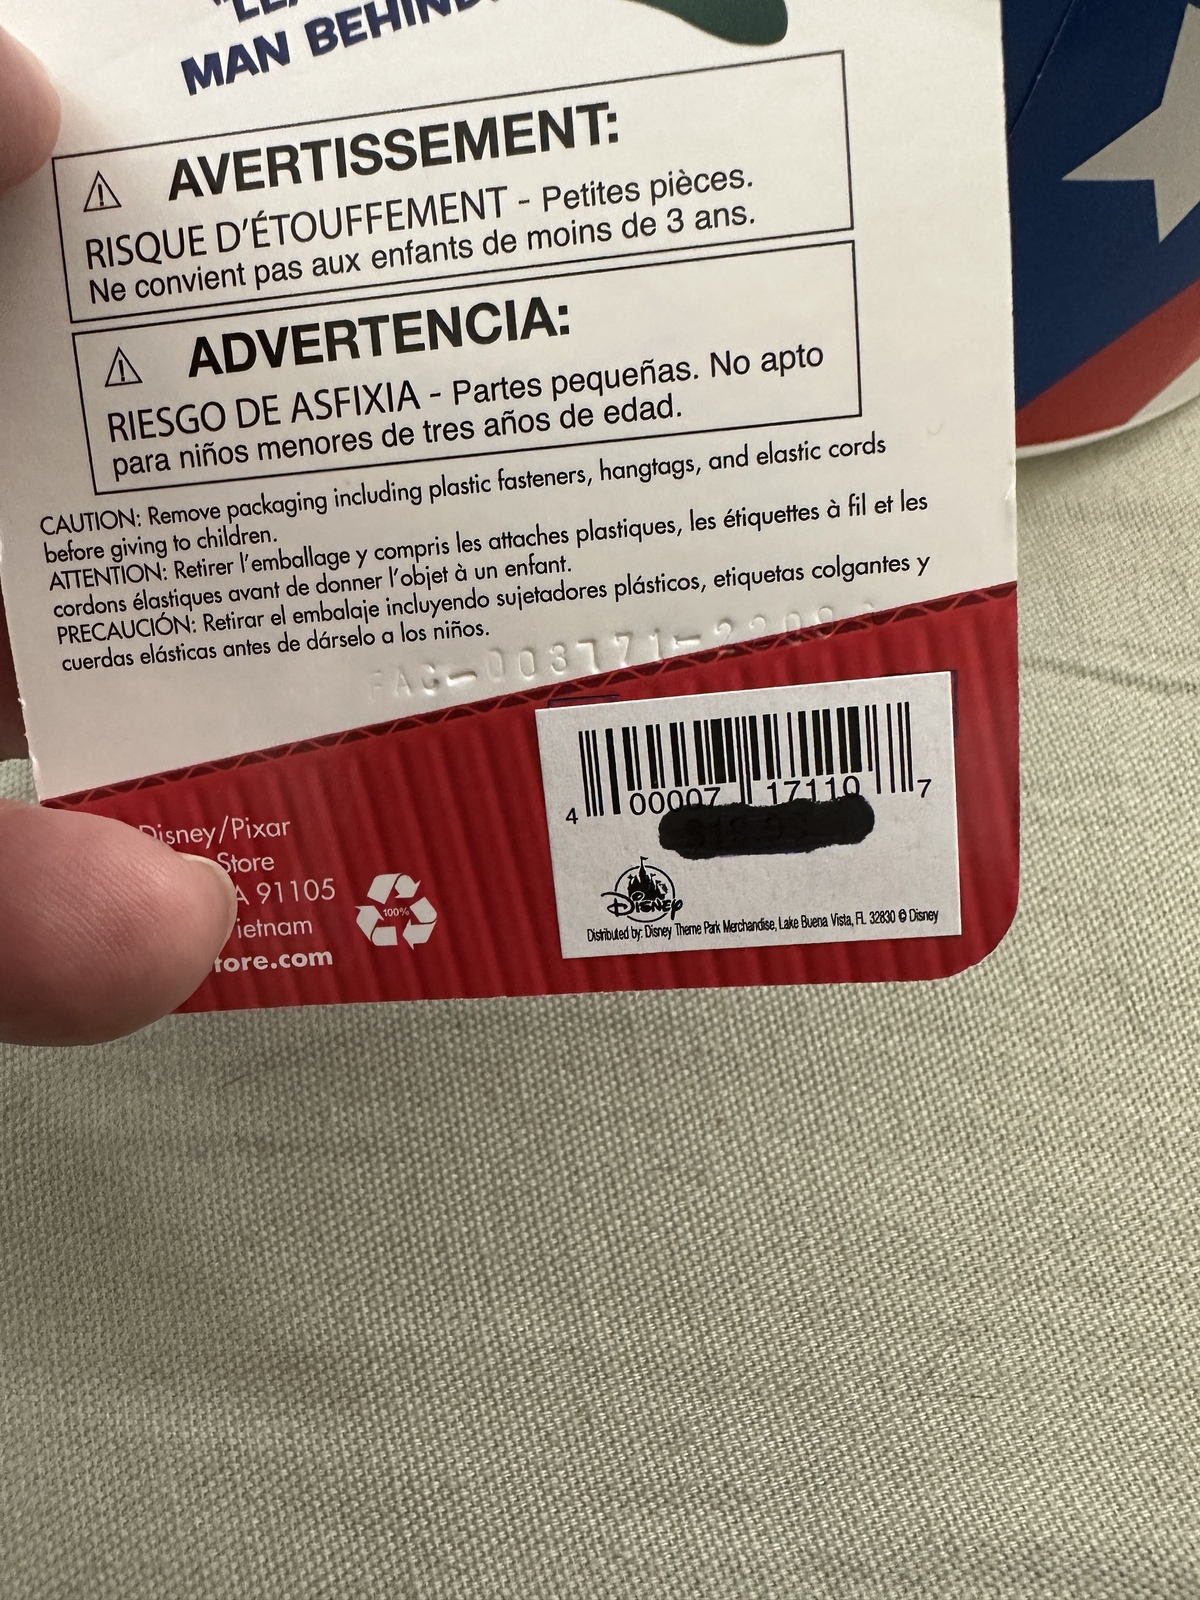 MAN BEHIND
AVERTISSEMENT:
RISQUE D'ÉTOUFFEMENT - Petites pièces.
Ne convient pas aux enfants de moins de 3 ans.
ADVERTENCIA:
RIESGO DE ASFIXIA - Partes pequeñas. No apto
para niños menores de tres años de edad.
CAUTION: Remove packaging including plastic fasteners, hangtags, and elastic cords
before giving to children.
ATTENTION: Retirer l'emballage y compris les attaches plastiques, les étiquettes à fil et les
cordons élastiques avant de donner l'objet à un enfant.
PRECAUCIÓN: Retirar el embalaje incluyendo sujetadores plásticos, etiquetas colgantes y
cuerdas elásticas antes de dárselo a los niños.
FAC-003771-2209
Disney/Pixar
Store
A 91105
ietnam
tore.com
100%
4 00007 17110 7
Disney
Distributed by: Disney Theme Park Merchandise, Lake Buena Vista, FL 32830 © Disney